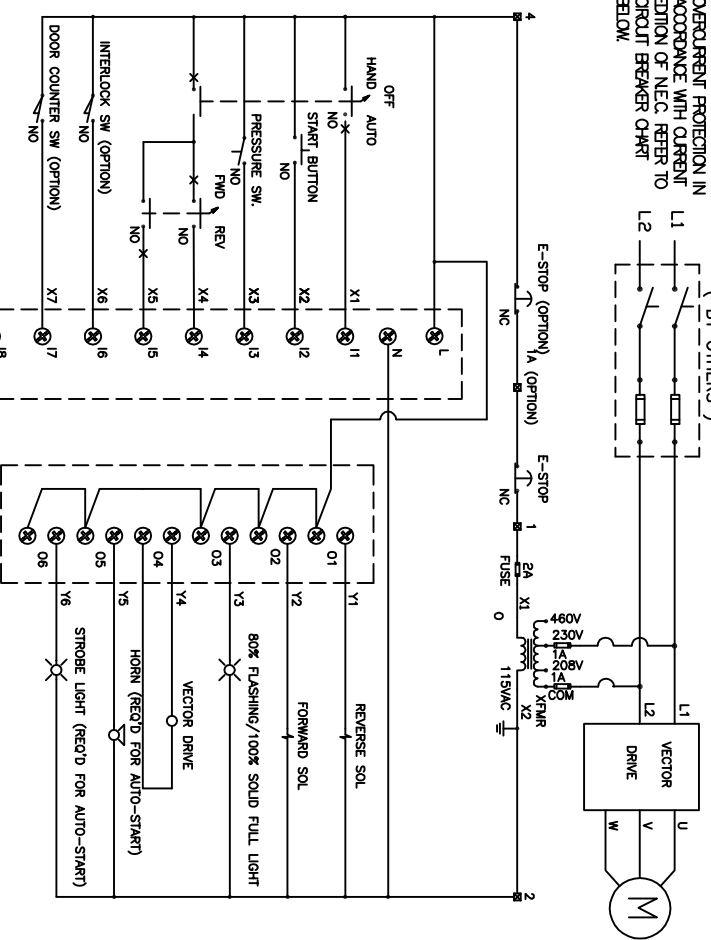 OVERCURRENT PROTECTION IN
ACCORDANCE WITH CURRENT
EDITION OF N.E.C. REFER TO
CIRCUIT BREAKER CHART
BELOW.
L1
L2
L1
L2
VECTOR
DRIVE
U
V
W
M
460V
230V
1A
208V
1A
COM
XFMR
X1
O
115VAC
X2
4
E-STOP (OPTION)
NC
1A (OPTION)
E-STOP
NC
1
2A
FUSE
2
OFF
HAND
AUTO
NO
START BUTTON
NO
PRESSURE SW.
NO
FWD
REV
NO
NO
INTERLOCK SW (OPTION)
NO
DOOR COUNTER SW (OPTION)
NO
X1
X2
X3
X4
X5
X6
X7
L
N
I1
I2
I3
I4
I5
I6
I7
I8
O1
O2
O3
O4
O5
O6
Y1
REVERSE SOL
Y2
FORWARD SOL
Y3
80% FLASHING/100% SOLID FULL LIGHT
Y4
VECTOR DRIVE
Y5
HORN (REQ'D FOR AUTO-START)
Y6
STROBE LIGHT (REQ'D FOR AUTO-START)